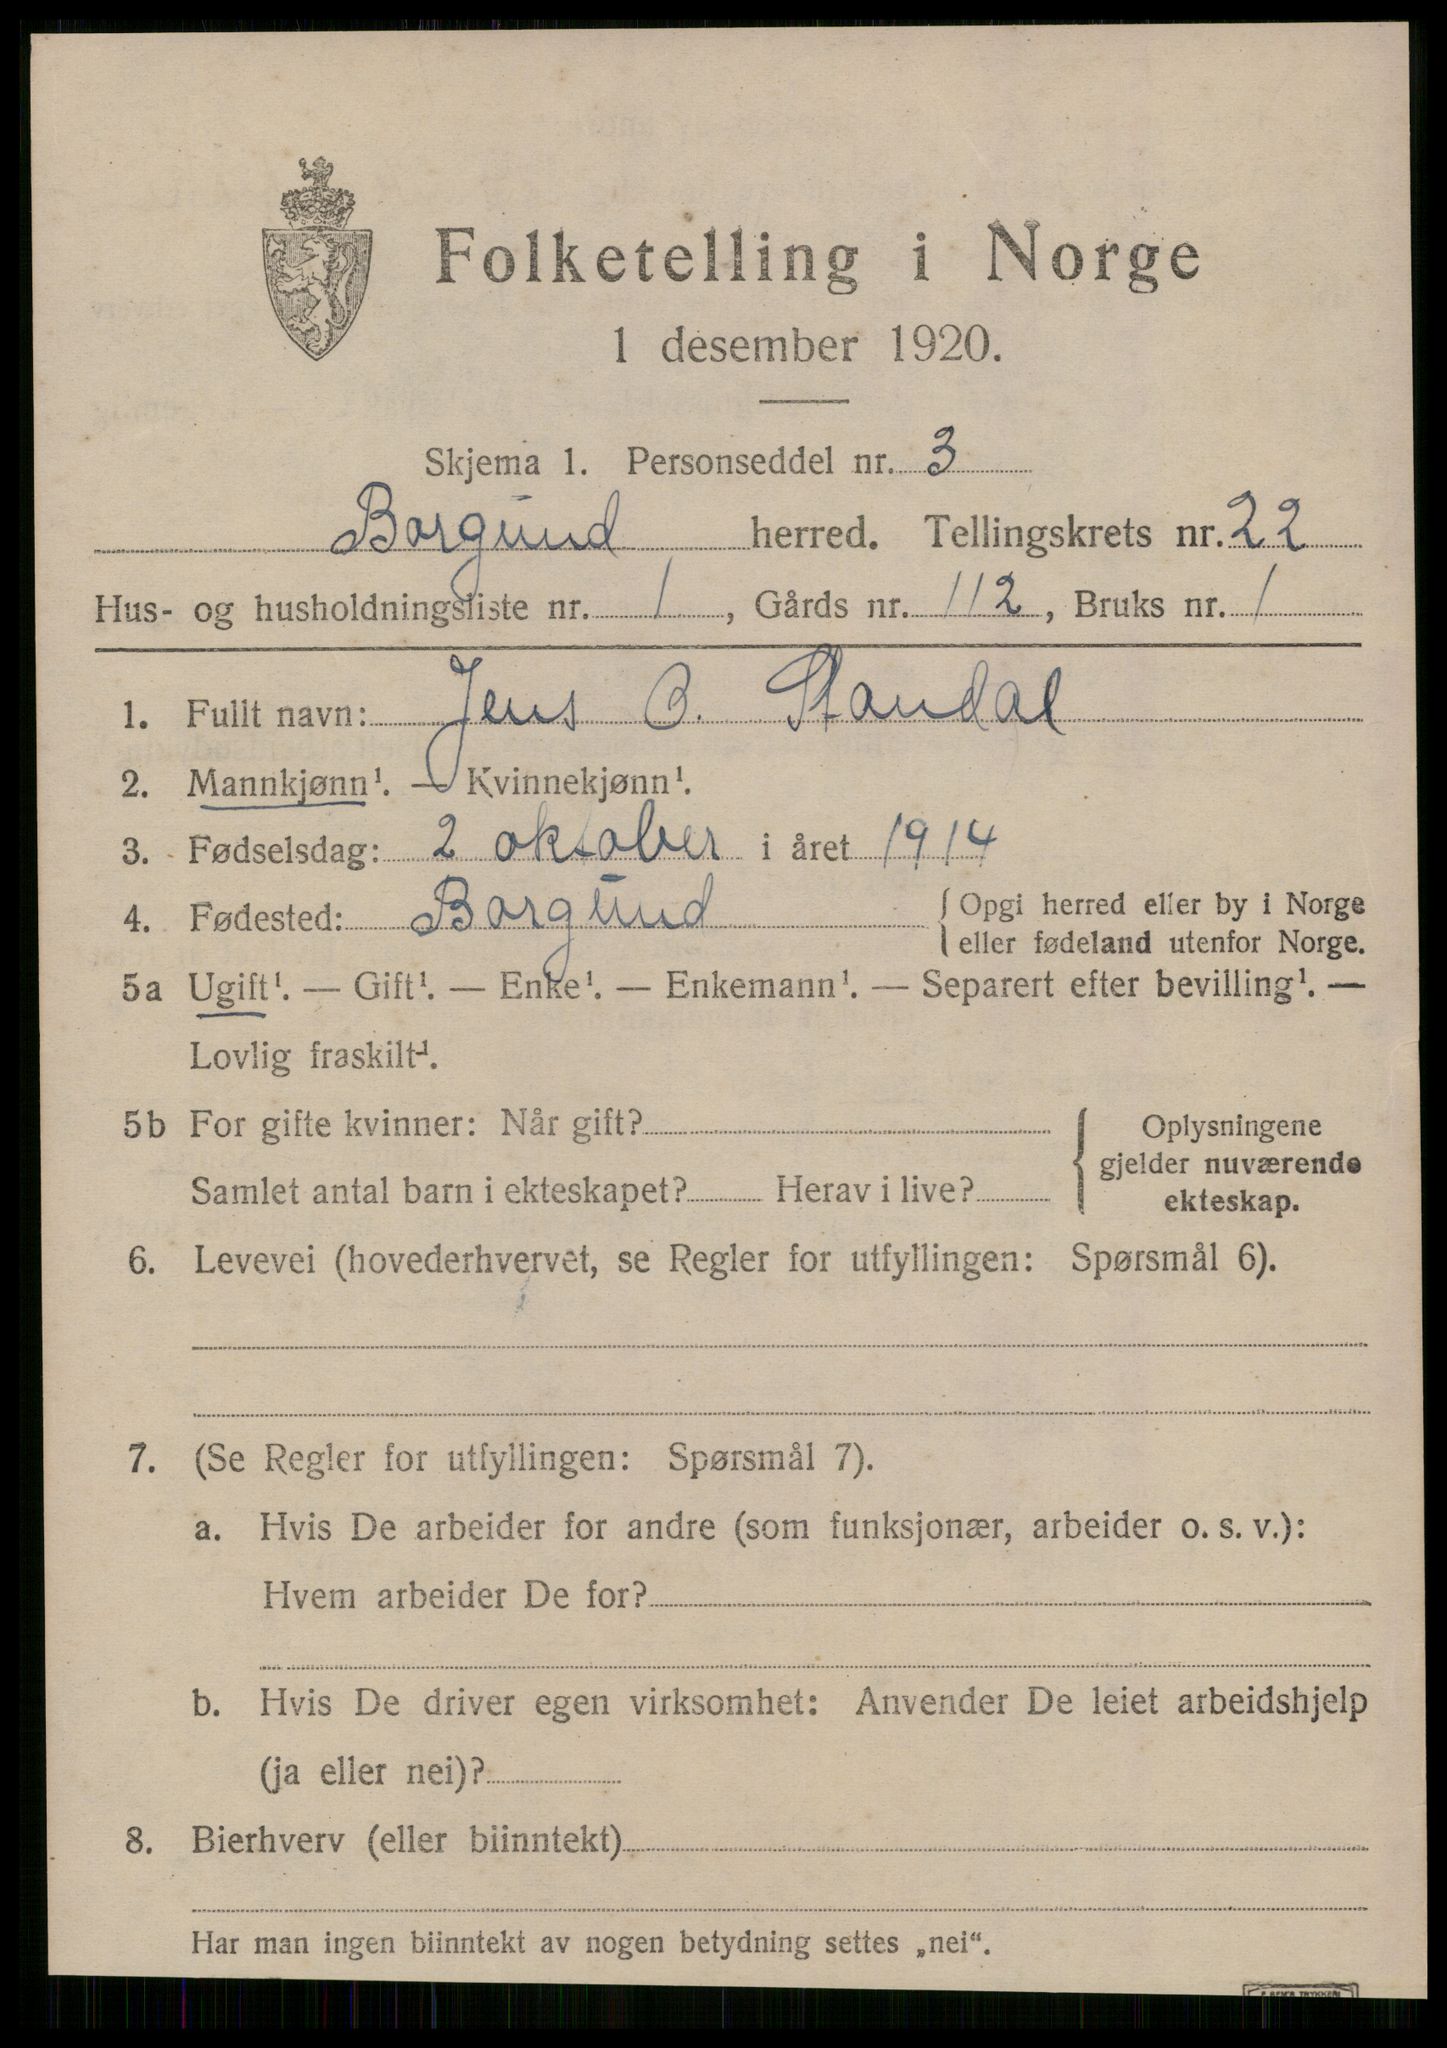 Folketelling i Norge
1 desember 1920.
Skjema 1. Personseddel nr. 3
Borgund herred. Tellingskrets nr. 22
Hus- og husholdningsliste nr. 1, Gårds nr. 112, Bruks nr. 1
1. Fullt navn: Jens O. Standal
2. Mannkjønn¹. — Kvinnekjønn¹.
3. Fødselsdag: 2 oktober i året 1914
4. Fødested: Borgund { Opgi herred eller by i Norge
eller fødeland utenfor Norge.
5a Ugift¹. — Gift¹. — Enke¹. — Enkemann¹. — Separert efter bevilling¹. —
Lovlig fraskilt¹.
5b For gifte kvinner: Når gift?
Samlet antal barn i ekteskapet? Herav i live?
{ Oplysningene
gjelder nuværende
ekteskap.
6. Levevei (hovederhvervet, se Regler for utfyllingen: Spørsmål 6).
7. (Se Regler for utfyllingen: Spørsmål 7).
a. Hvis De arbeider for andre (som funksjonær, arbeider o. s. v.):
Hvem arbeider De for?
b. Hvis De driver egen virksomhet: Anvender De leiet arbeidshjelp
(ja eller nei)?
8. Bierhverv (eller biinntekt)
Har man ingen biinntekt av nogen betydning settes „nei“.